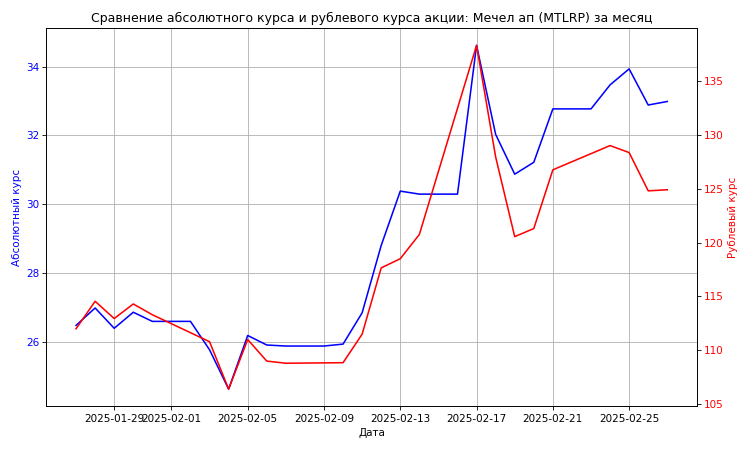 Сравнение абсолютного курса и рублевого курса акции: Мечел ап (MTLRP) за месяц
Абсолютный курс
34
32
30
28
26
135
130
125
120
115
110
105
Рублевый курс
2025-01-29 2025-02-01 2025-02-05 2025-02-09 2025-02-13 2025-02-17 2025-02-21 2025-02-25
Дата